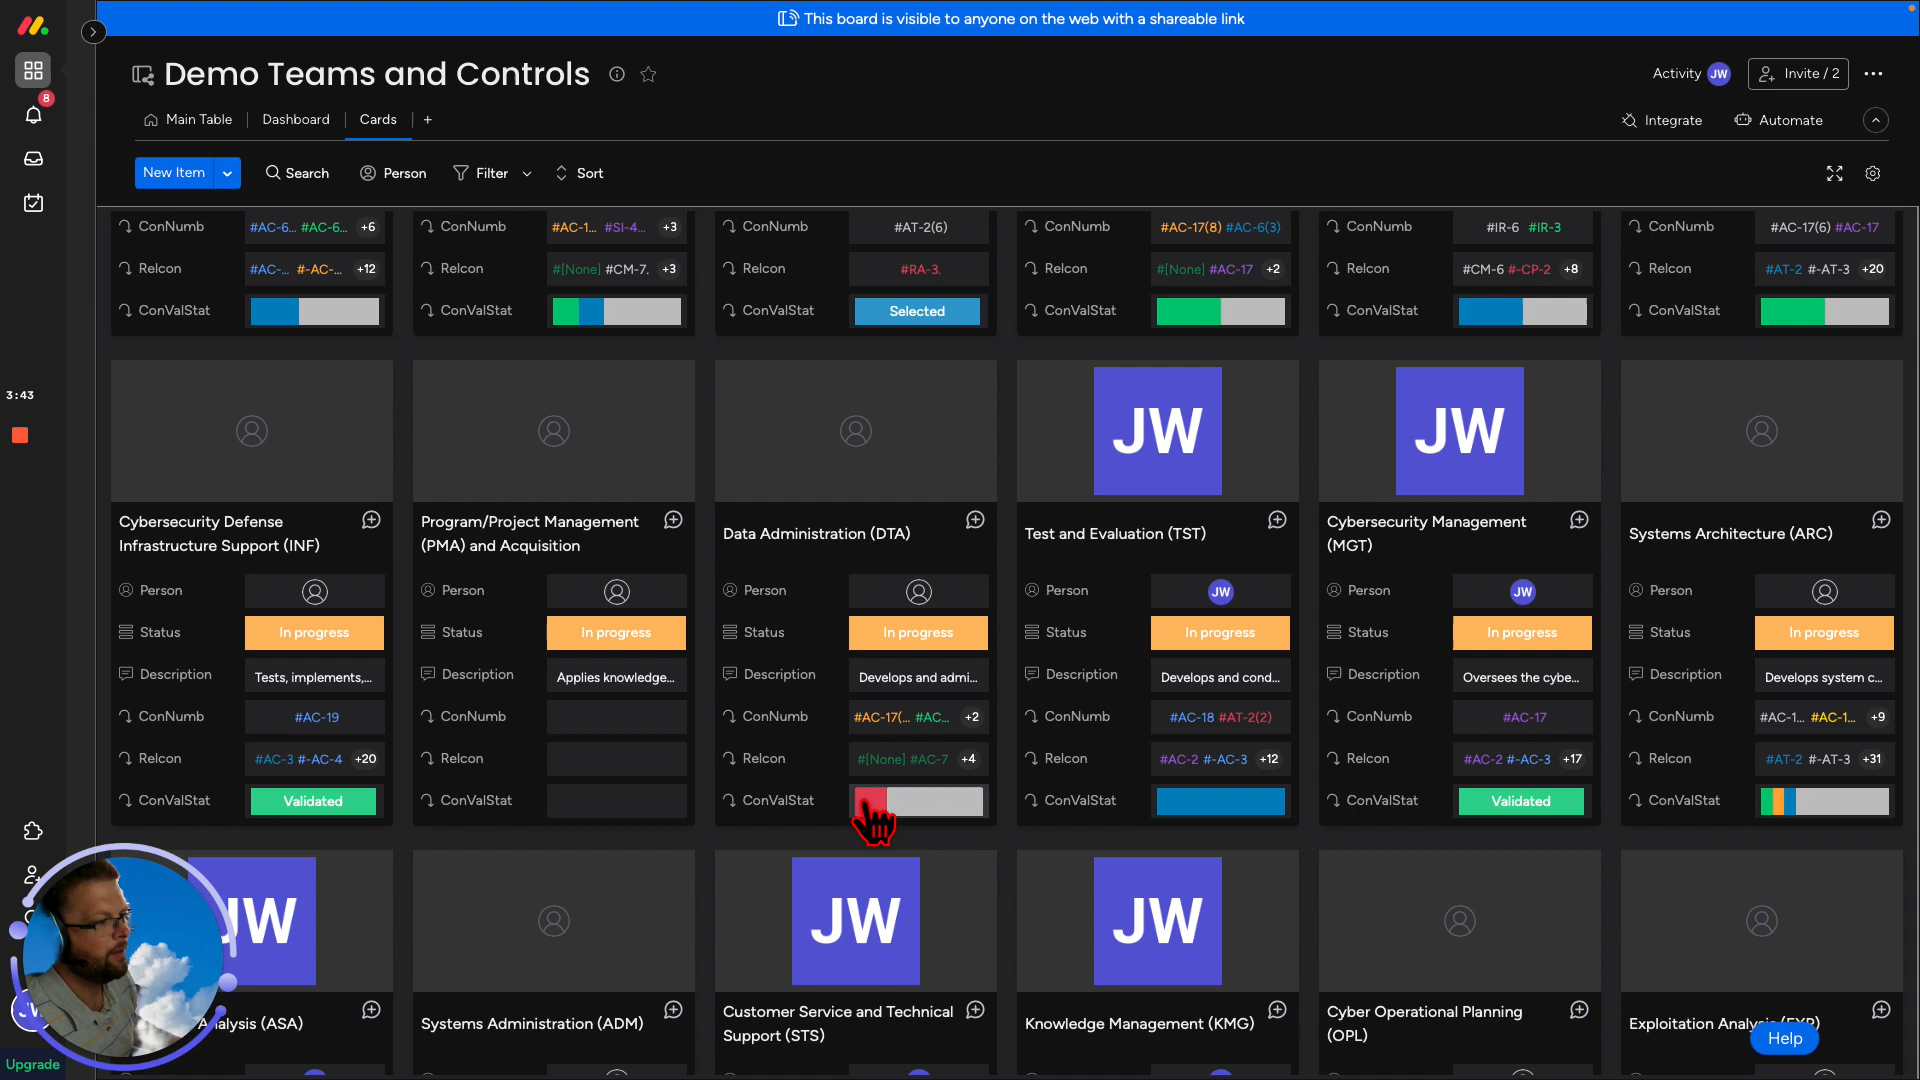 This board is visible to anyone on the web with a shareable link
8
Demo Teams and Controls
Activity JW Invite / 2
Main Table Dashboard Cards +
Integrate Automate
New Item Search Person Filter Sort
ConNumb #AC-6... #AC-6... +6
Relcon #AC-... #-AC-... +12
ConValStat
ConNumb #AC-1... #SI-4... +3
Relcon #[None] #CM-7. +3
ConValStat
ConNumb #AT-2(6)
Relcon #RA-3.
ConValStat Selected
ConNumb #AC-17(8) #AC-6(3)
Relcon #[None] #AC-17 +2
ConValStat
ConNumb #IR-6 #IR-3
Relcon #CM-6 #-CP-2 +8
ConValStat
ConNumb #AC-17(6) #AC-17
Relcon #AT-2 #-AT-3 +20
ConValStat
3:43
Cybersecurity Defense
Infrastructure Support (INF)
Person
Status In progress
Description Tests, implements,...
ConNumb #AC-19
Relcon #AC-3 #-AC-4 +20
ConValStat Validated
Program/Project Management
(PMA) and Acquisition
Person
Status In progress
Description Applies knowledge...
ConNumb
Relcon
ConValStat
Data Administration (DTA)
Person
Status In progress
Description Develops and admi...
ConNumb #AC-17(... #AC... +2
Relcon #[None] #AC-7 +4
ConValStat
JW
Test and Evaluation (TST)
Person JW
Status In progress
Description Develops and cond...
ConNumb #AC-18 #AT-2(2)
Relcon #AC-2 #-AC-3 +12
ConValStat
JW
Cybersecurity Management
(MGT)
Person JW
Status In progress
Description Oversees the cybe...
ConNumb #AC-17
Relcon #AC-2 #-AC-3 +17
ConValStat Validated
Systems Architecture (ARC)
Person
Status In progress
Description Develops system c...
ConNumb #AC-1... #AC-1... +9
Relcon #AT-2 #-AT-3 +31
ConValStat
JW
Analysis (ASA)
Systems Administration (ADM)
JW
Customer Service and Technical
Support (STS)
JW
Knowledge Management (KMG)
Cyber Operational Planning
(OPL)
Exploitation Analysis (EXP)
Help
Upgrade